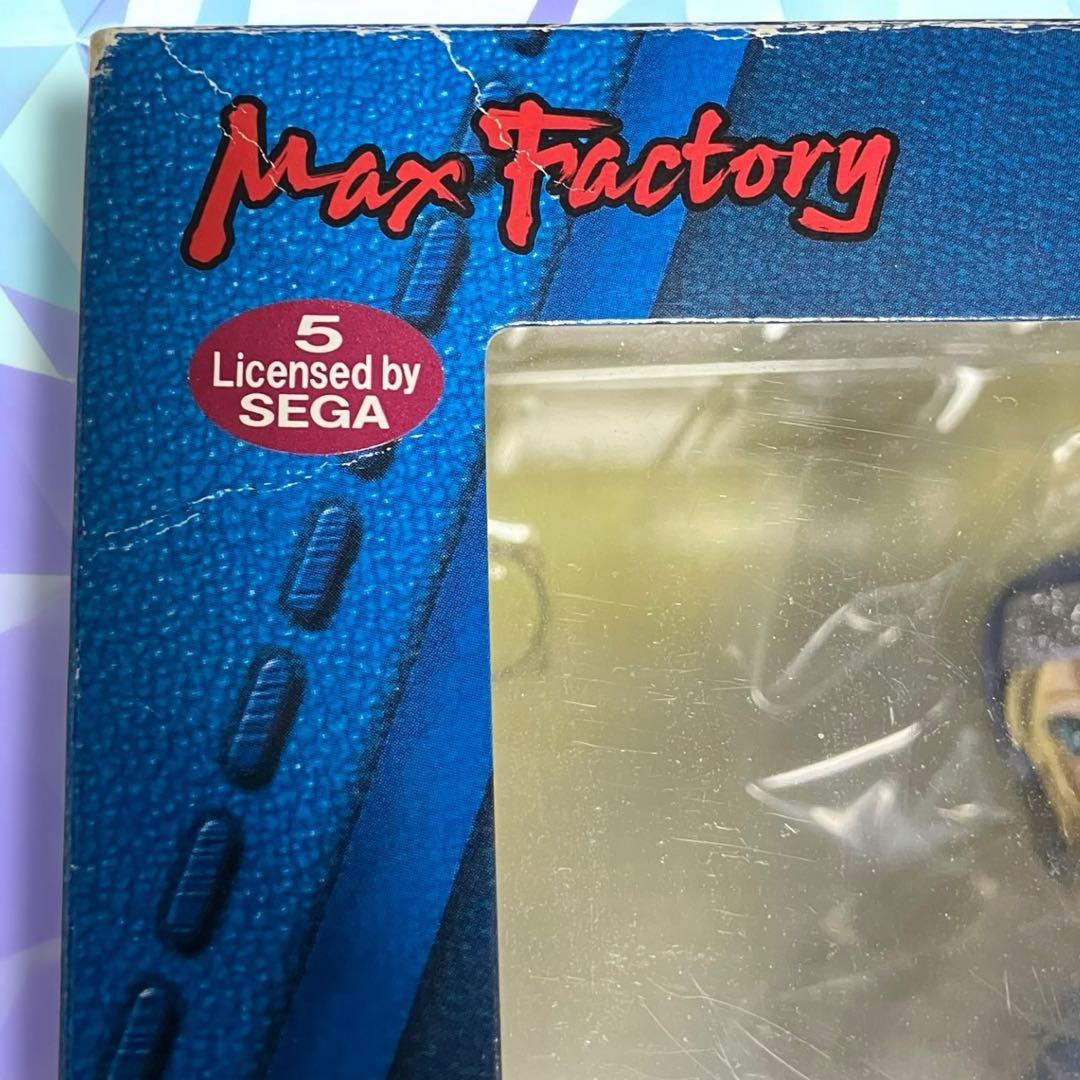 Max Factory
5
Licensed by
SEGA